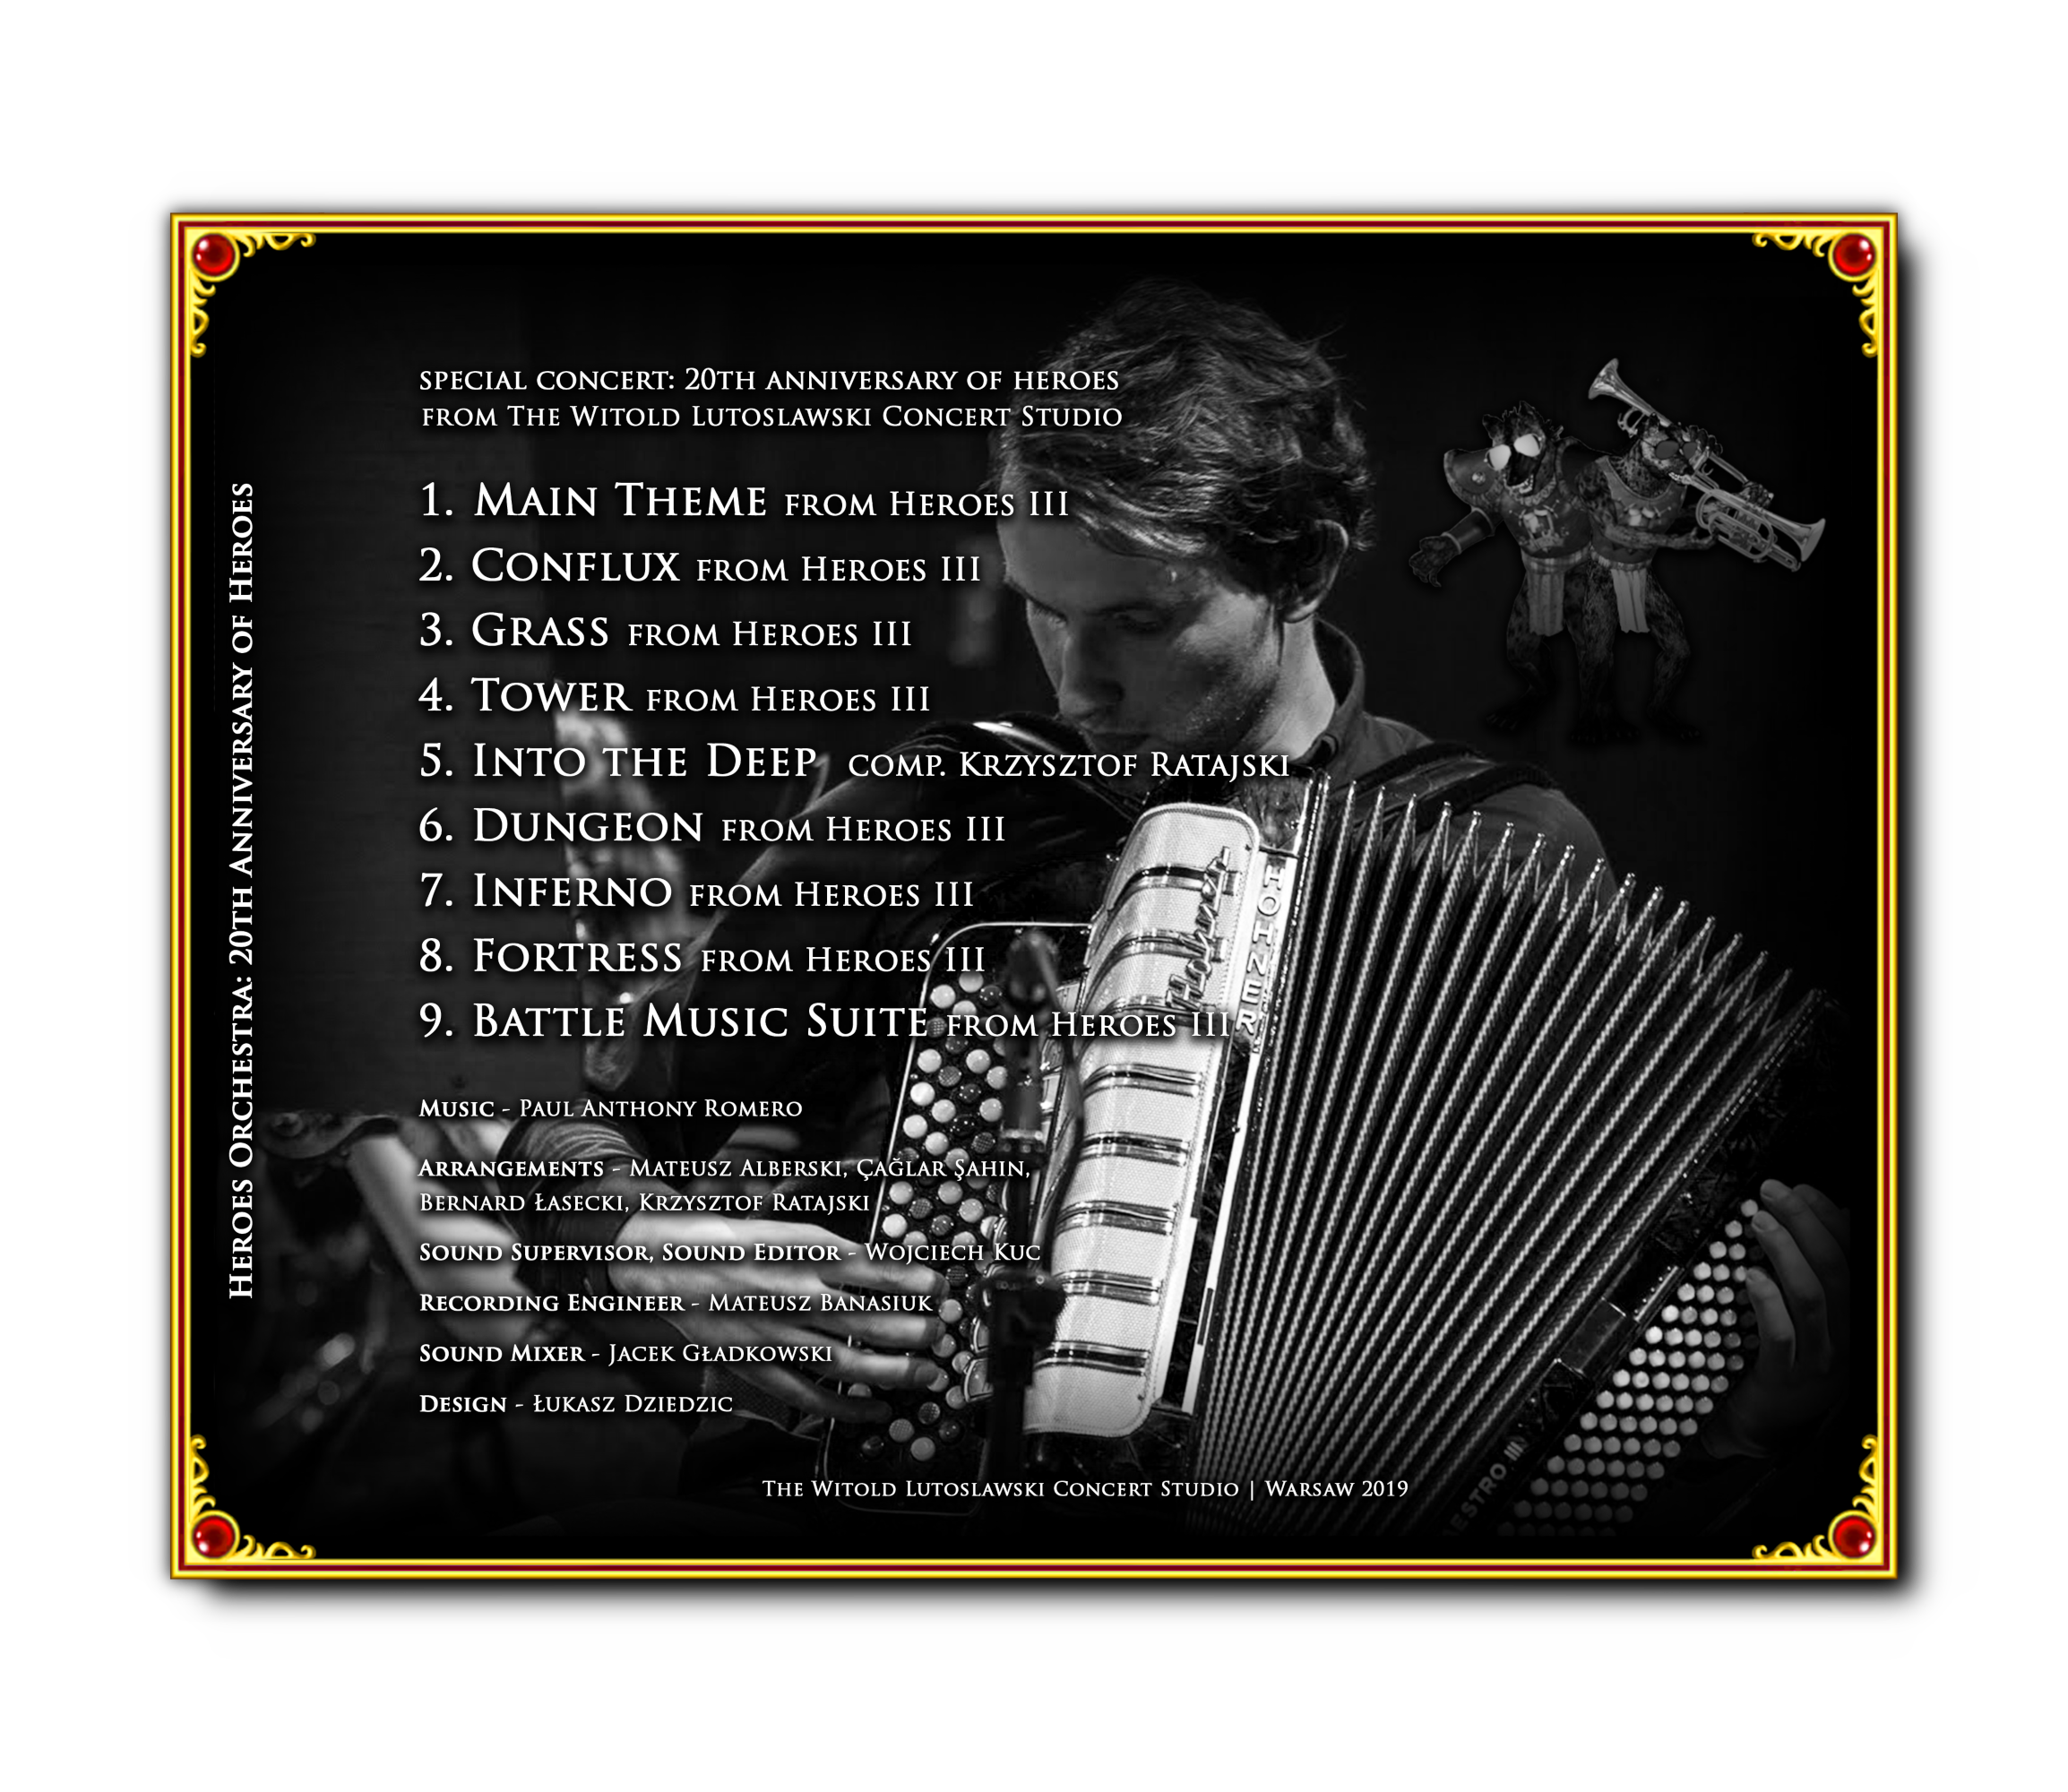 Heroes Orchestra: 20th Anniversary of Heroes
special concert: 20th anniversary of heroes
from The Witold Lutoslawski Concert Studio
1. Main Theme from Heroes III
2. Conflux from Heroes III
3. Grass from Heroes III
4. Tower from Heroes III
5. Into the Deep comp. Krzysztof Ratajski
6. Dungeon from Heroes III
7. Inferno from Heroes III
8. Fortress from Heroes III
9. Battle Music Suite from Heroes III
Hohner
HOHNER
Music - Paul Anthony Romero
Arrangements - Mateusz Alberski, Çağlar Şahin,
Bernard Łasecki, Krzysztof Ratajski
Sound Supervisor, Sound Editor - Wojciech Kuc
Recording Engineer - Mateusz Banasiuk
Sound Mixer - Jacek Gładkowski
Design - Łukasz Dziedzic
The Witold Lutoslawski Concert Studio | Warsaw 2019